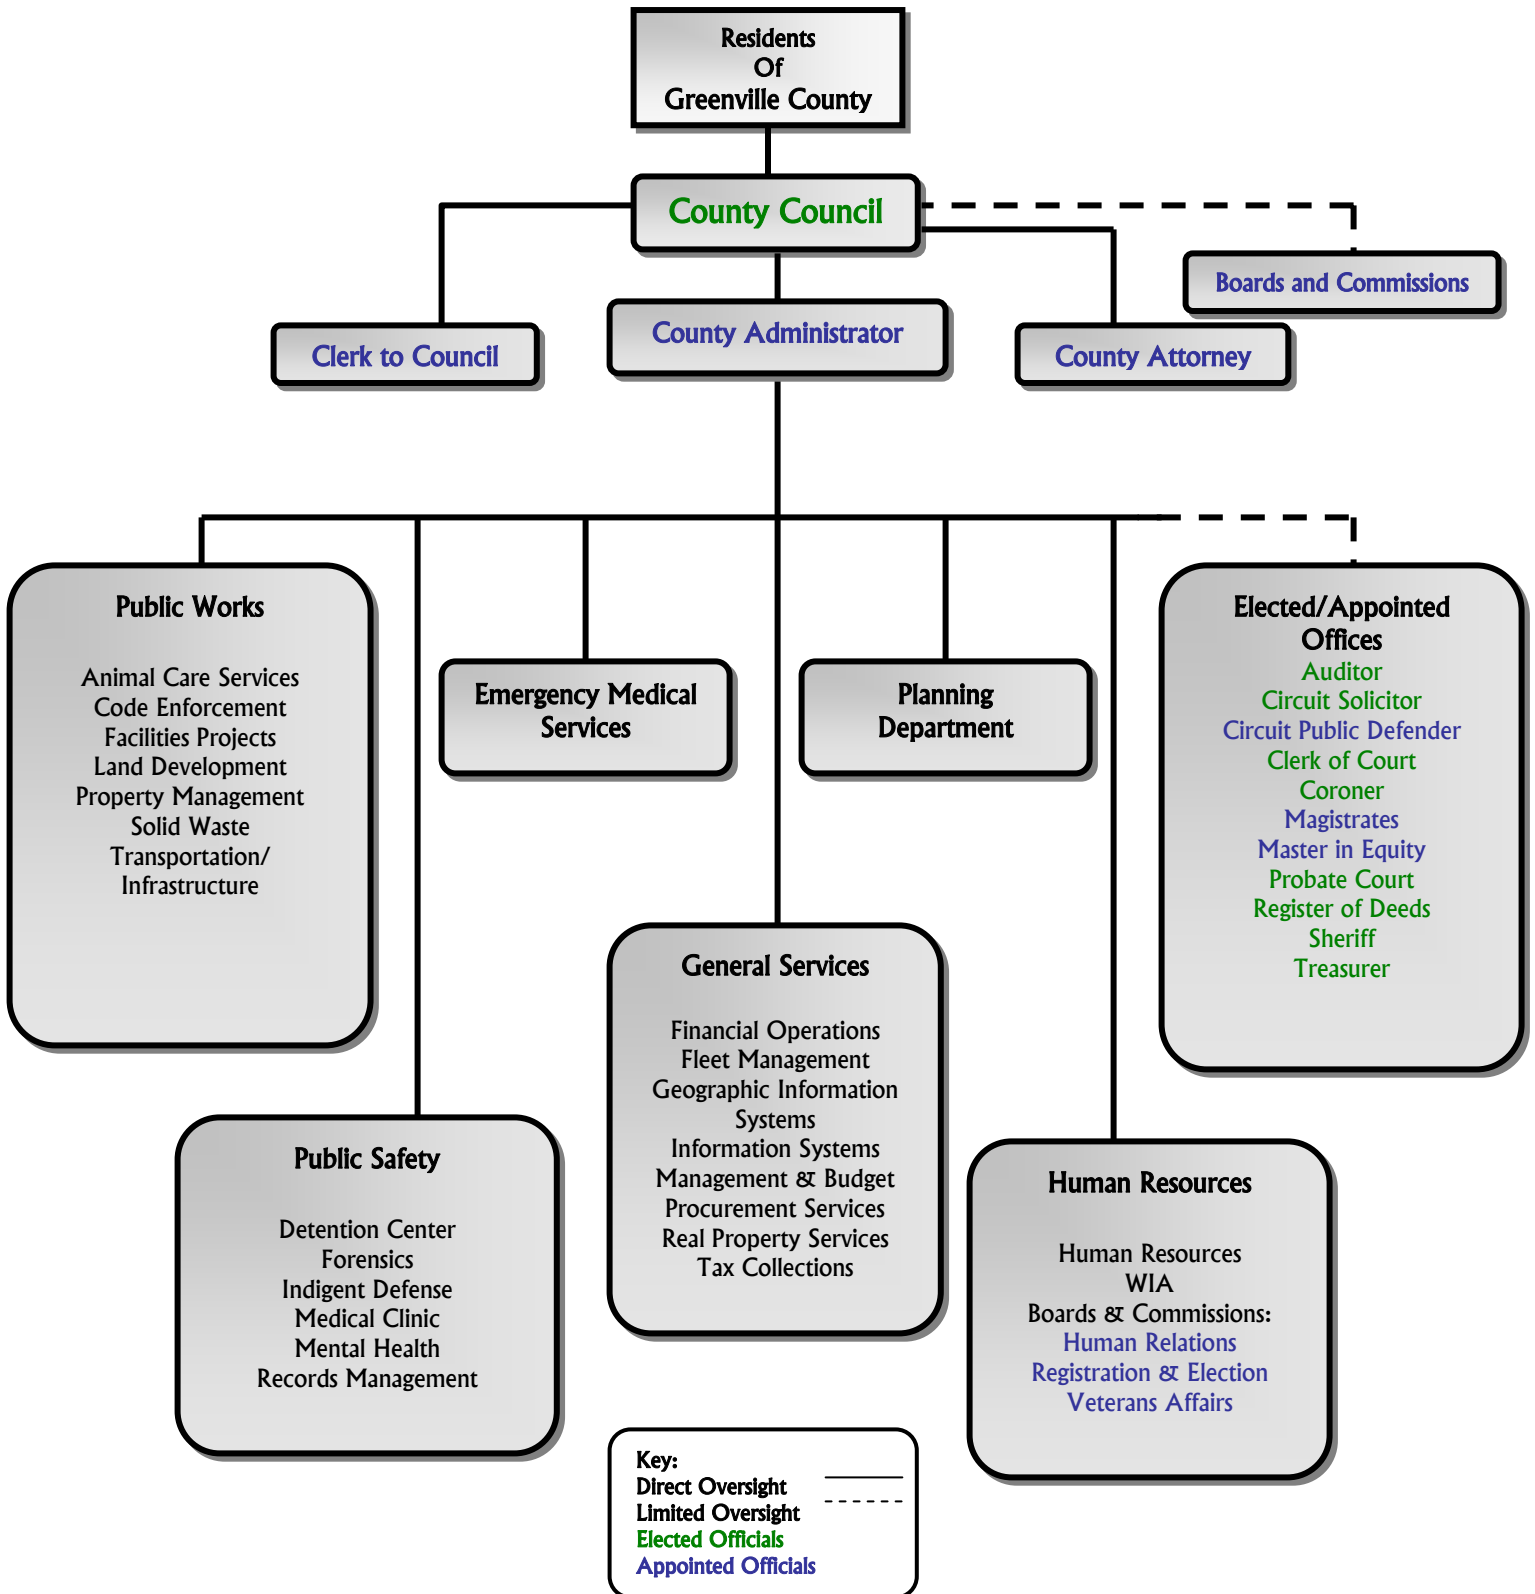 Residents
Of
Greenville County
County Council
Boards and Commissions
Clerk to Council
County Administrator
County Attorney
Public Works
Animal Care Services
Code Enforcement
Facilities Projects
Land Development
Property Management
Solid Waste
Transportation/
Infrastructure
Emergency Medical
Services
Planning
Department
Elected/Appointed
Offices
Auditor
Circuit Solicitor
Circuit Public Defender
Clerk of Court
Coroner
Magistrates
Master in Equity
Probate Court
Register of Deeds
Sheriff
Treasurer
General Services
Financial Operations
Fleet Management
Geographic Information
Systems
Information Systems
Management & Budget
Procurement Services
Real Property Services
Tax Collections
Public Safety
Detention Center
Forensics
Indigent Defense
Medical Clinic
Mental Health
Records Management
Human Resources
Human Resources
WIA
Boards & Commissions:
Human Relations
Registration & Election
Veterans Affairs
Key:
Direct Oversight
Limited Oversight
Elected Officials
Appointed Officials